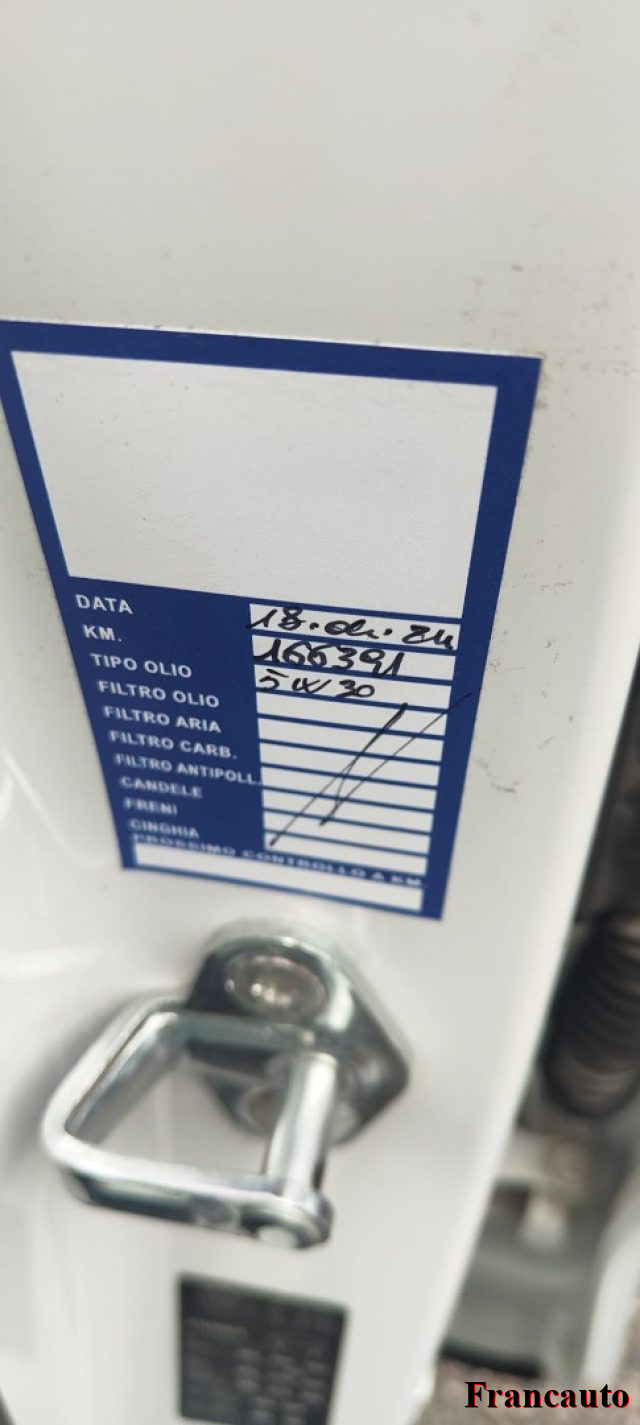 DATA 18.04.24
KM. 166391
TIPO OLIO 5W30
FILTRO OLIO
FILTRO ARIA
FILTRO CARB.
FILTRO ANTIPOLL.
CANDELE
FRENI
CINGHIA
PROSSIMO CONTROLLO A KM.
Francauto